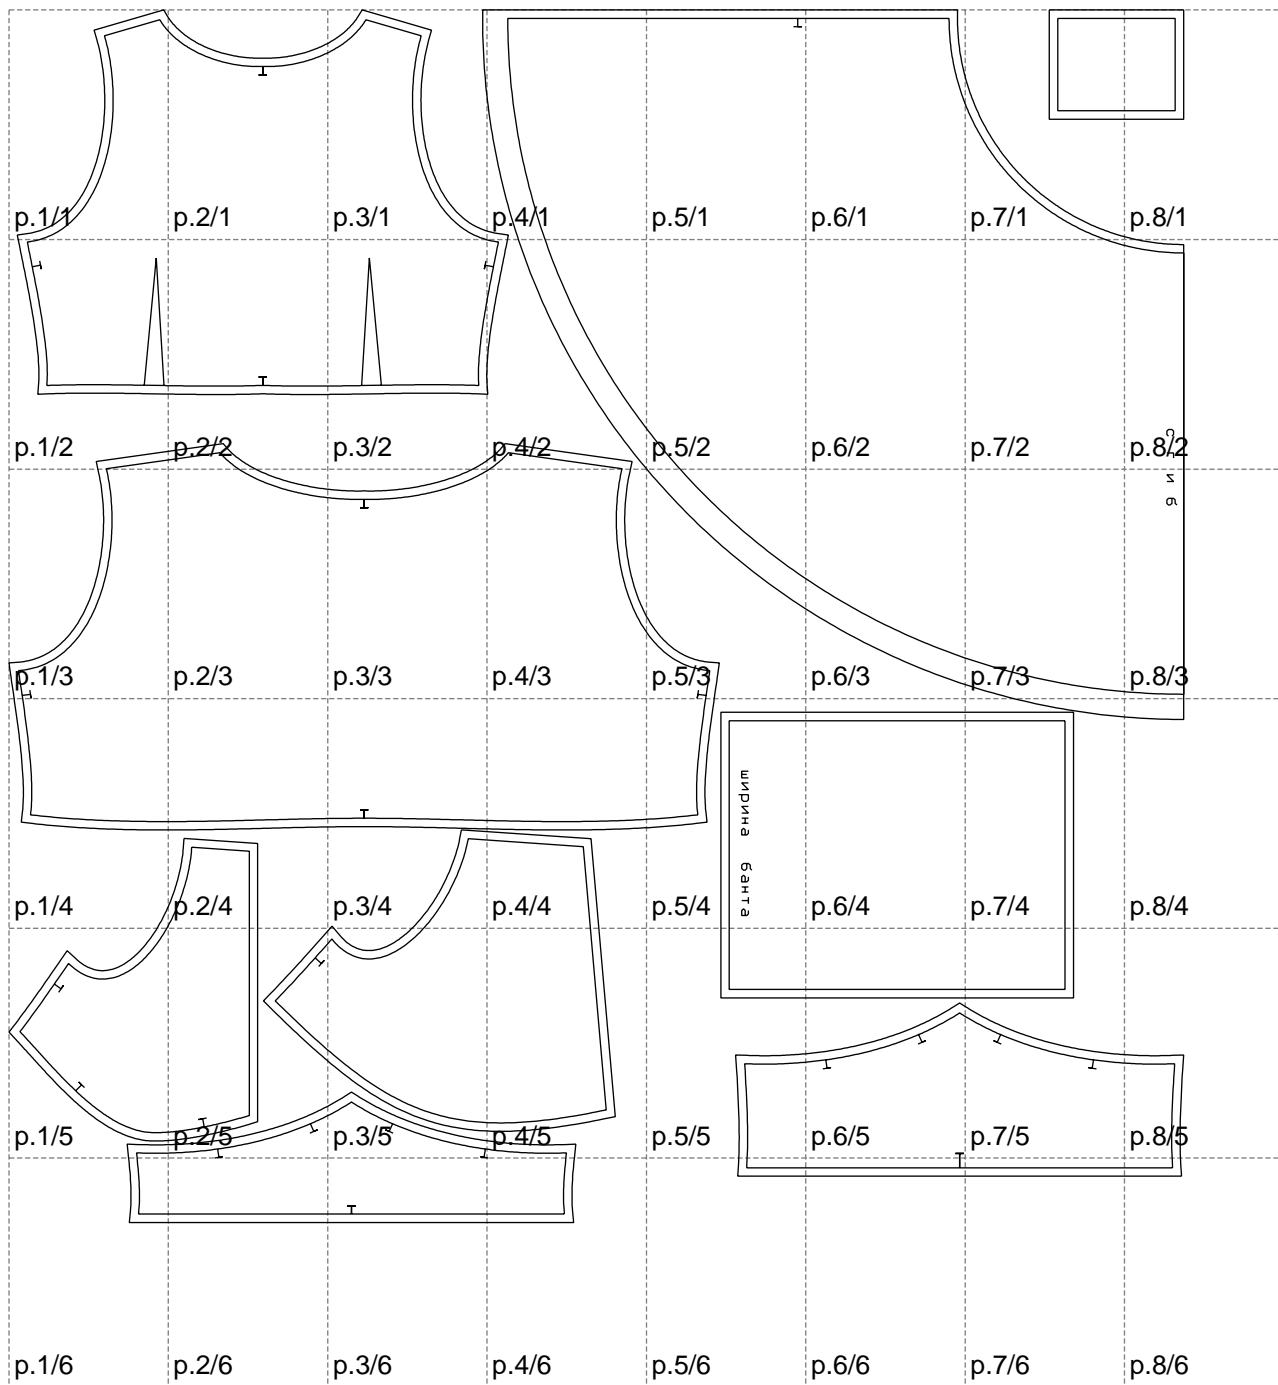 p.1/1 p.2/1 p.3/1 p.4/1 p.5/1 p.6/1 p.7/1 p.8/1
p.1/2 p.2/2 p.3/2 p.4/2 p.5/2 p.6/2 p.7/2 p.8/2
p.1/3 p.2/3 p.3/3 p.4/3 p.5/3 p.6/3 p.7/3 p.8/3
ширина банта
p.1/4 p.2/4 p.3/4 p.4/4 p.5/4 p.6/4 p.7/4 p.8/4
p.1/5 p.2/5 p.3/5 p.4/5 p.5/5 p.6/5 p.7/5 p.8/5
p.1/6 p.2/6 p.3/6 p.4/6 p.5/6 p.6/6 p.7/6 p.8/6